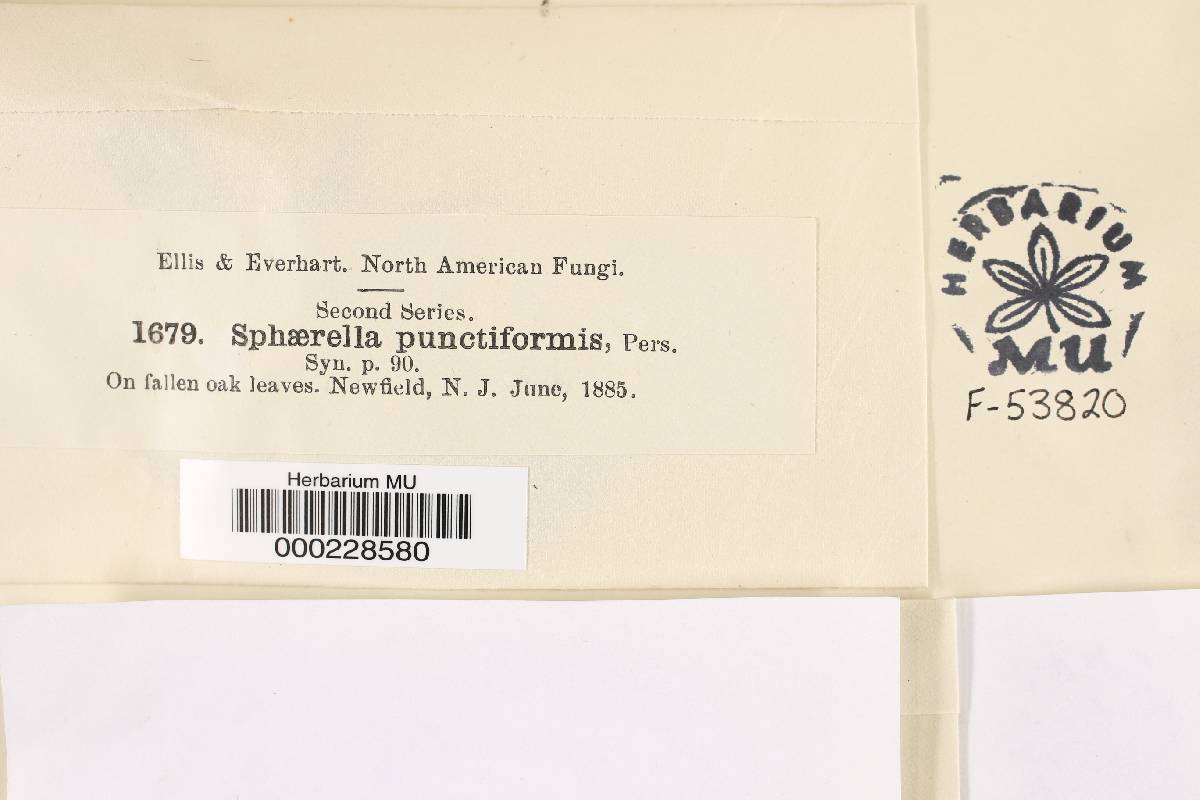 Ellis & Everhart. North American Fungi.
Second Series.
1679. Sphærella punctiformis, Pers.
Syn. p. 90.
On fallen oak leaves. Newfield, N. J. June, 1885.
Herbarium MU
000228580
HERBARIUM
MU
F-53820